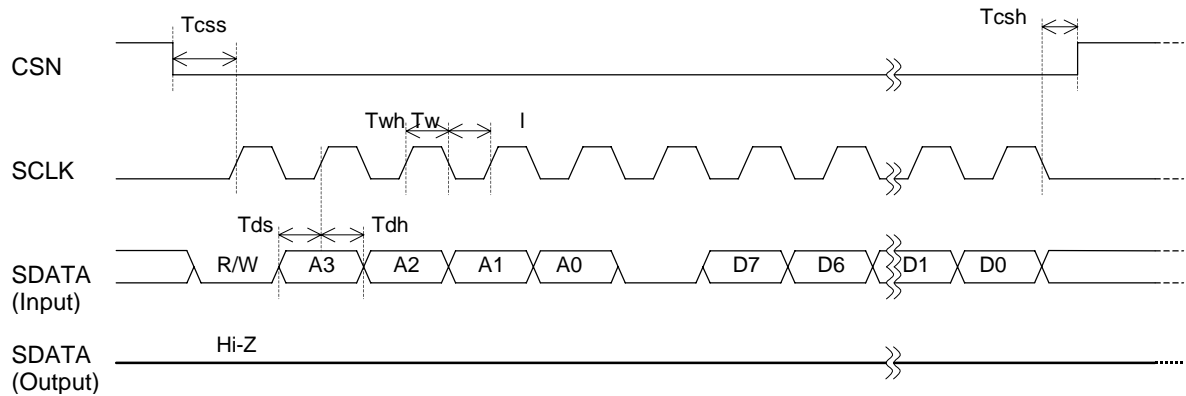 Tcss
Tcsh
CSN
Twh Tw l
SCLK
Tds Tdh
R/W A3 A2 A1 A0 D7 D6 D1 D0
SDATA
(Input)
Hi-Z
SDATA
(Output)